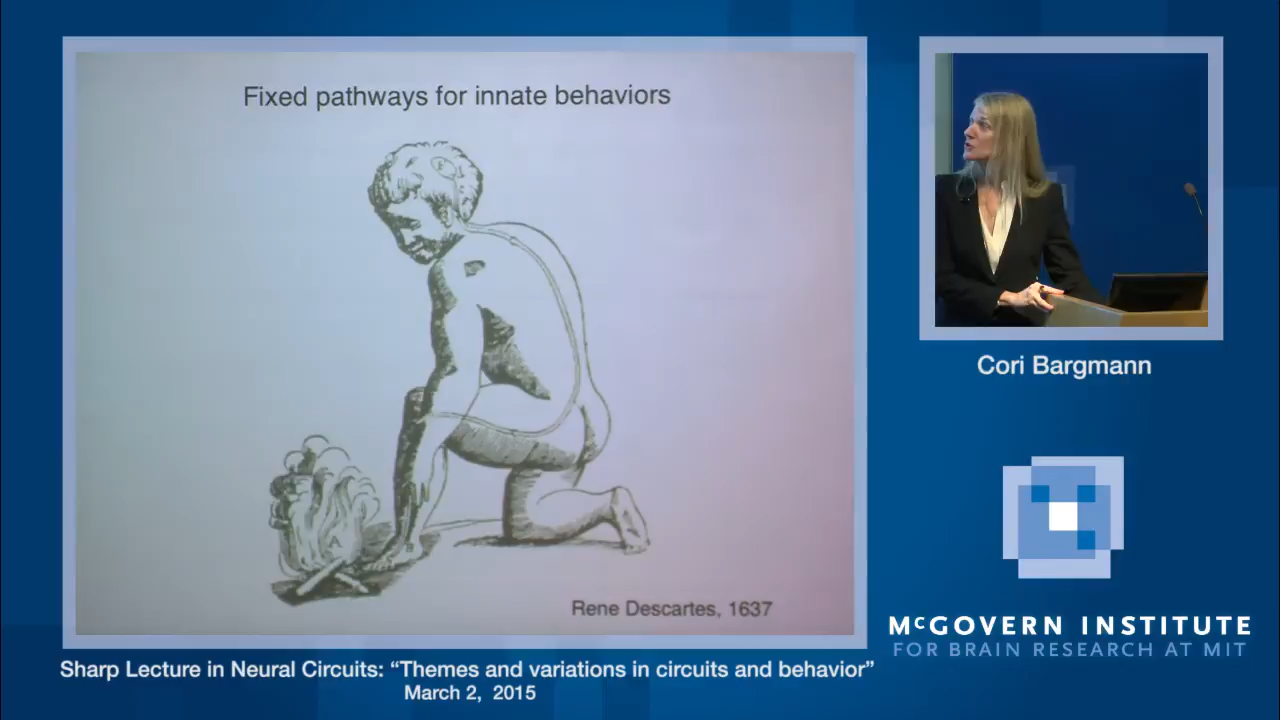 Fixed pathways for innate behaviors
F
A
B
Rene Descartes, 1637
Cori Bargmann
McGOVERN INSTITUTE
FOR BRAIN RESEARCH AT MIT
Sharp Lecture in Neural Circuits: “Themes and variations in circuits and behavior”
March 2, 2015